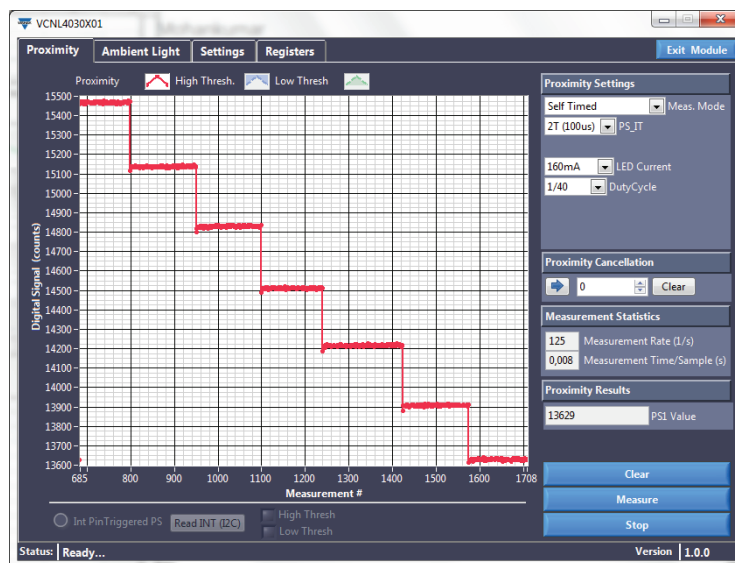 Mohankumar
VCNL4030X01
Proximity Ambient Light Settings Registers Exit Module
Proximity High Thresh. Low Thresh
15500
15400
15300
15200
15100
15000
14900
14800
14700
14600
14500
14400
14300
14200
14100
14000
13900
13800
13700
13600
Digital Signal (counts)
685 800 900 1000 1100 1200 1300 1400 1500 1600 1708
Measurement #
Int PinTriggered PS Read INT (I2C) High Thresh
Low Thresh
Proximity Settings
Self Timed Meas. Mode
2T (100us) PS_IT
160mA LED Current
1/40 DutyCycle
Proximity Cancellation
0 Clear
Measurement Statistics
125 Measurement Rate (1/s)
0,008 Measurement Time/Sample (s)
Proximity Results
13629 PS1 Value
Clear
Measure
Stop
Status: Ready... Version 1.0.0